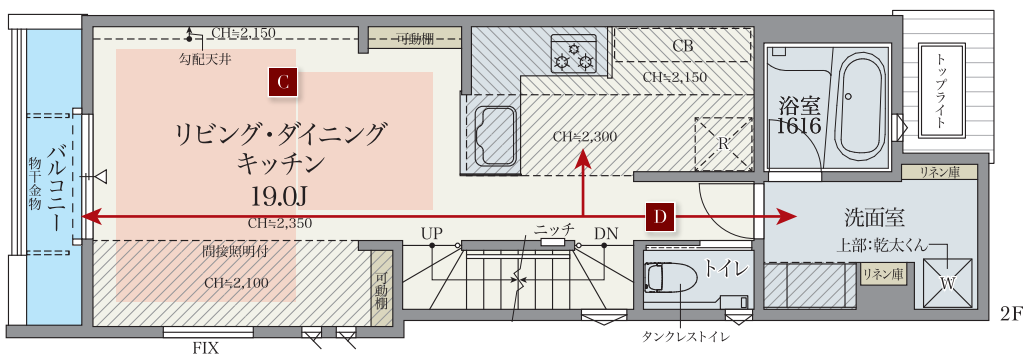 CH≒2,150
勾配天井
C
可動棚
CB
CH≒2,150
トップライト
浴室
1616
リビング・ダイニング
キッチン
19.0J
CH≒2,300
R
バルコニー
物干金物
リネン庫
D
洗面室
CH≒2,350
UP
ニッチ
DN
上部：乾太くん
間接照明付
CH≒2,100
可動棚
トイレ
リネン庫
W
タンクレストイレ
FIX
2F